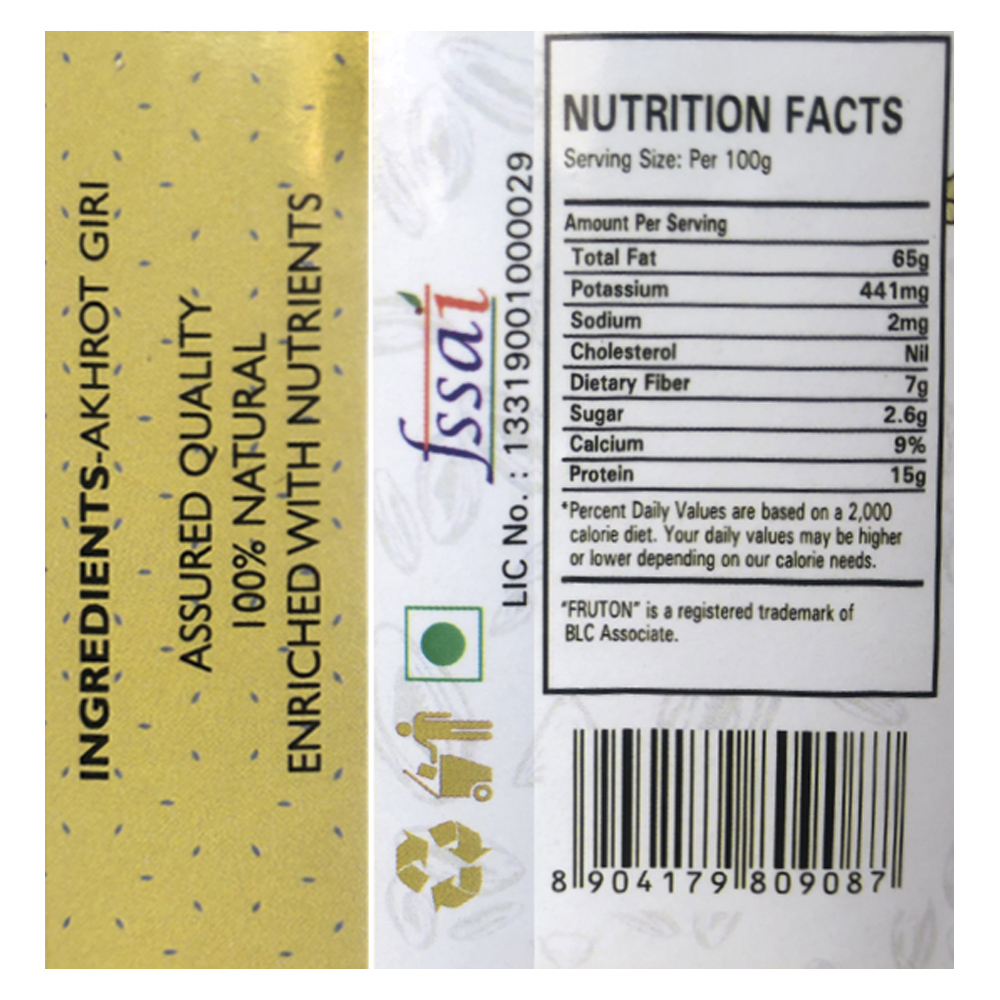 INGREDIENTS-AKHROT GIRI
ASSURED QUALITY
100% NATURAL
ENRICHED WITH NUTRIENTS
fssai
LIC No. : 13319001000029
NUTRITION FACTS
Serving Size: Per 100g
Amount Per Serving
Total Fat 65g
Potassium 441mg
Sodium 2mg
Cholesterol Nil
Dietary Fiber 7g
Sugar 2.6g
Calcium 9%
Protein 15g
*Percent Daily Values are based on a 2,000
calorie diet. Your daily values may be higher
or lower depending on our calorie needs.
"FRUTON" is a registered trademark of
BLC Associate.
8 904179 809087